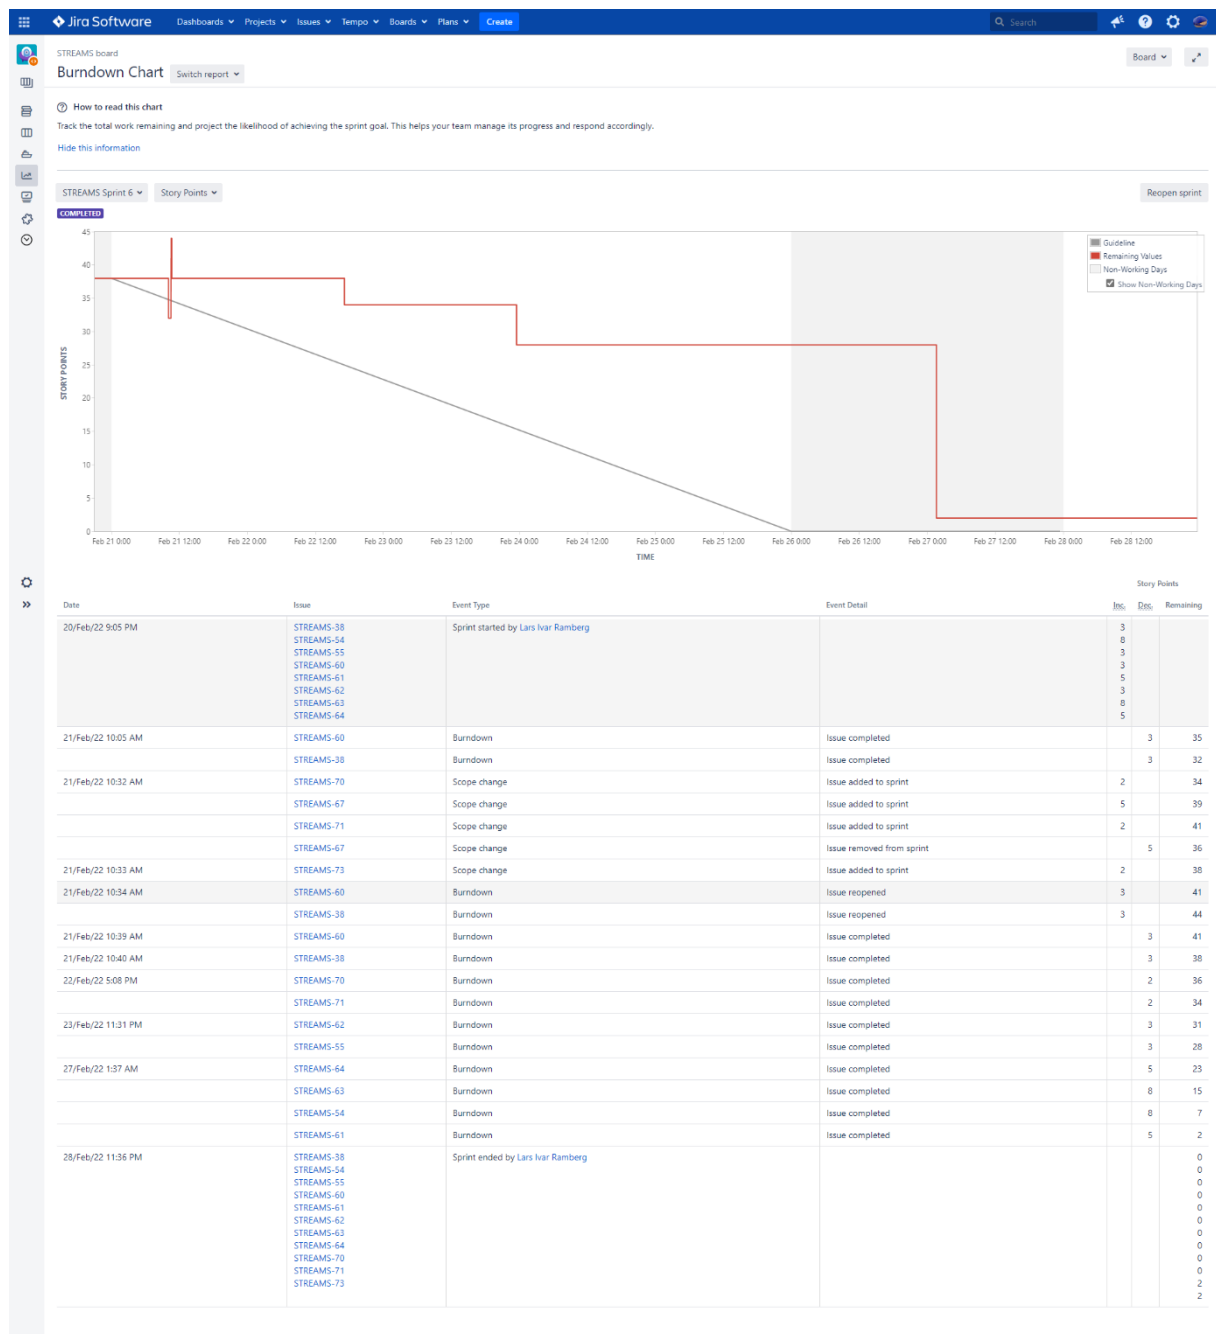 Jira Software Dashboards Projects Issues Tempo Boards Plans Create Search
STREAMS board
Burndown Chart Switch report Board
How to read this chart
Track the total work remaining and project the likelihood of achieving the sprint goal. This helps your team manage its progress and respond accordingly.
Hide this information
STREAMS Sprint 6 Story Points Reopen sprint
COMPLETED
45
40
35
30
25
20
15
10
5
0
STORY POINTS
Guideline
Remaining Values
Non-Working Days
Show Non-Working Days
Feb 21 0:00 Feb 21 12:00 Feb 22 0:00 Feb 22 12:00 Feb 23 0:00 Feb 23 12:00 Feb 24 0:00 Feb 24 12:00 Feb 25 0:00 Feb 25 12:00 Feb 26 0:00 Feb 26 12:00 Feb 27 0:00 Feb 27 12:00 Feb 28 0:00 Feb 28 12:00
TIME
Story Points
Date Issue Event Type Event Detail Inc. Dec. Remaining
20/Feb/22 9:05 PM STREAMS-38 Sprint started by Lars Ivar Ramberg 3
STREAMS-54 8
STREAMS-55 3
STREAMS-60 3
STREAMS-61 5
STREAMS-62 3
STREAMS-63 8
STREAMS-64 5
21/Feb/22 10:05 AM STREAMS-60 Burndown Issue completed 3 35
STREAMS-38 Burndown Issue completed 3 32
21/Feb/22 10:32 AM STREAMS-70 Scope change Issue added to sprint 2 34
STREAMS-67 Scope change Issue added to sprint 5 39
STREAMS-71 Scope change Issue added to sprint 2 41
STREAMS-67 Scope change Issue removed from sprint 5 36
21/Feb/22 10:33 AM STREAMS-73 Scope change Issue added to sprint 2 38
21/Feb/22 10:34 AM STREAMS-60 Burndown Issue reopened 3 41
STREAMS-38 Burndown Issue reopened 3 44
21/Feb/22 10:39 AM STREAMS-60 Burndown Issue completed 3 41
21/Feb/22 10:40 AM STREAMS-38 Burndown Issue completed 3 38
22/Feb/22 5:08 PM STREAMS-70 Burndown Issue completed 2 36
STREAMS-71 Burndown Issue completed 2 34
23/Feb/22 11:31 PM STREAMS-62 Burndown Issue completed 3 31
STREAMS-55 Burndown Issue completed 3 28
27/Feb/22 1:37 AM STREAMS-64 Burndown Issue completed 5 23
STREAMS-63 Burndown Issue completed 8 15
STREAMS-54 Burndown Issue completed 8 7
STREAMS-61 Burndown Issue completed 5 2
28/Feb/22 11:36 PM STREAMS-38 Sprint ended by Lars Ivar Ramberg 0
STREAMS-54 0
STREAMS-55 0
STREAMS-60 0
STREAMS-61 0
STREAMS-62 0
STREAMS-63 0
STREAMS-64 0
STREAMS-70 0
STREAMS-71 0
STREAMS-73 2
2